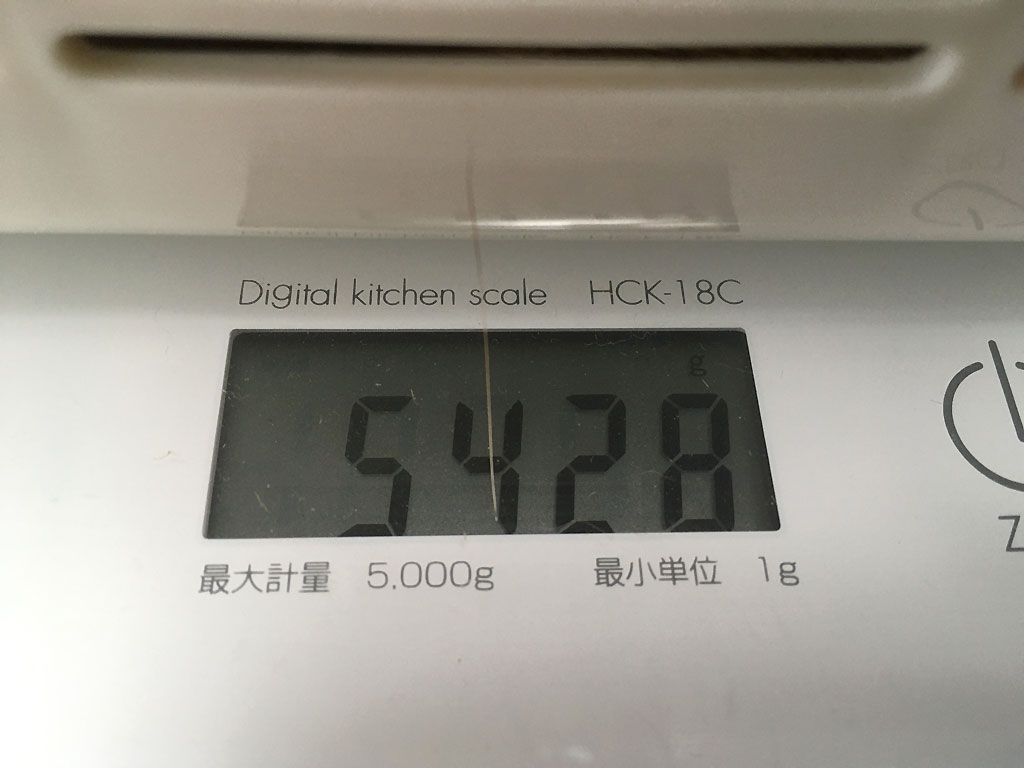 Digital kitchen scale HCK-18C
g
5428
最大計量 5,000g 最小単位 1g
Z